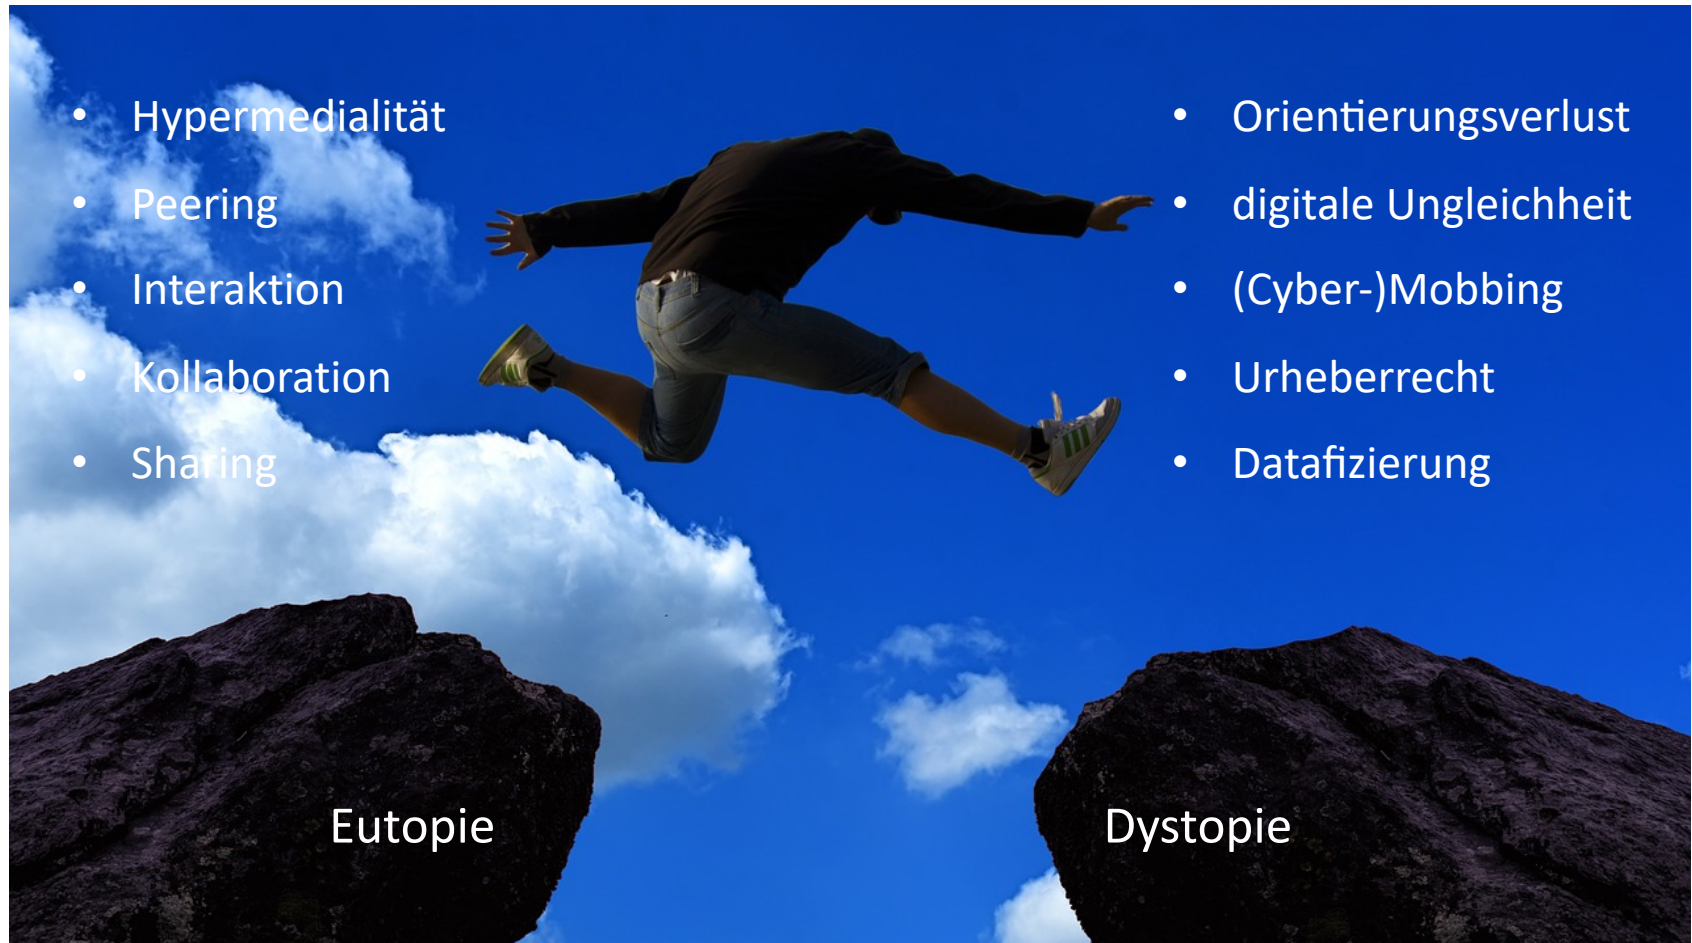 • Hypermedialität
• Peering
• Interaktion
• Kollaboration
• Sharing
• Orientierungsverlust
• digitale Ungleichheit
• (Cyber-)Mobbing
• Urheberrecht
• Datafizierung
Eutopie
Dystopie